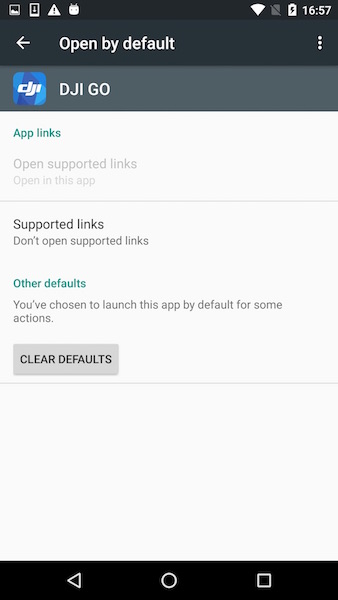 16:57
Open by default
dji
DJI GO
App links
Open supported links
Open in this app
Supported links
Don't open supported links
Other defaults
You've chosen to launch this app by default for some
actions.
CLEAR DEFAULTS